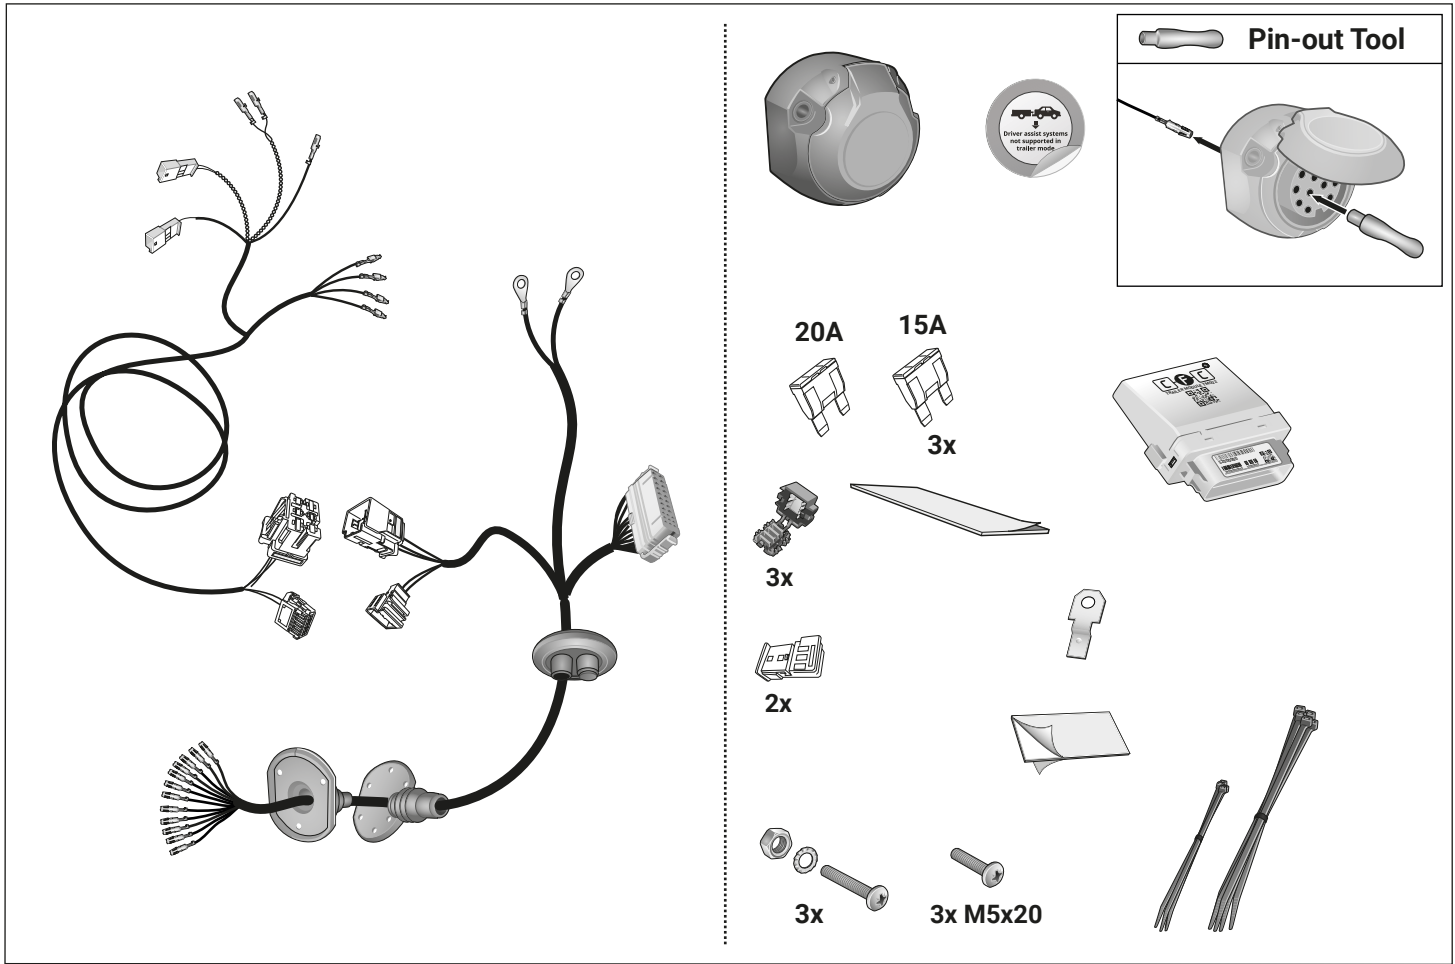 Pin-out Tool
Driver assist systems
not supported in
trailer mode
20A
15A
3x
C F C
3x
2x
3x
3x M5x20